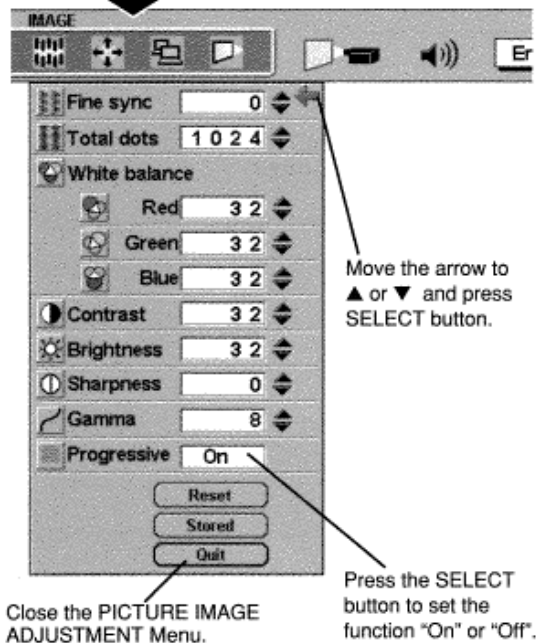 IMAGE
Er
Fine sync 0
Total dots 1024
White balance
Red 32
Green 32
Blue 32
Contrast 32
Brightness 32
Sharpness 0
Gamma 8
Progressive On
Reset
Stored
Quit
Move the arrow to
▲ or ▼ and press
SELECT button.
Press the SELECT
button to set the
function “On” or “Off”.
Close the PICTURE IMAGE
ADJUSTMENT Menu.